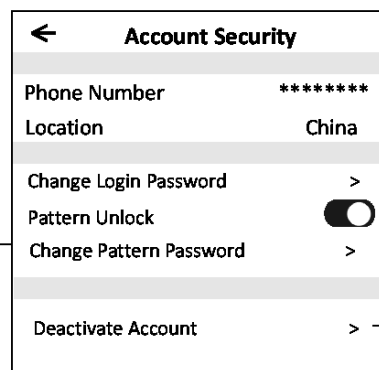 ← Account Security
Phone Number ********
Location China
Change Login Password >
Pattern Unlock
Change Pattern Password >
Deactivate Account >